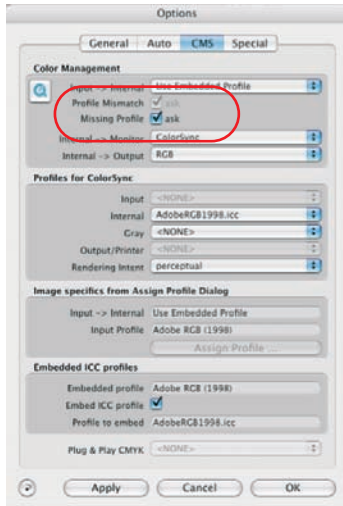 Options
General Auto CMS Special
Color Management
Input -> Internal Use Embedded Profile
Profile Mismatch ask
Missing Profile ask
Internal -> Monitor ColorSync
Internal -> Output RGB
Profiles for ColorSync
Input <NONE>
Internal AdobeRGB1998.icc
Gray <NONE>
Output/Printer <NONE>
Rendering Intent perceptual
Image specifics from Assign Profile Dialog
Input -> Internal Use Embedded Profile
Input Profile Adobe RGB (1998)
Assign Profile ...
Embedded ICC profiles
Embedded profile Adobe RGB (1998)
Embed ICC profile
Profile to embed AdobeRGB1998.icc
Plug & Play CMYK <NONE>
Apply Cancel OK